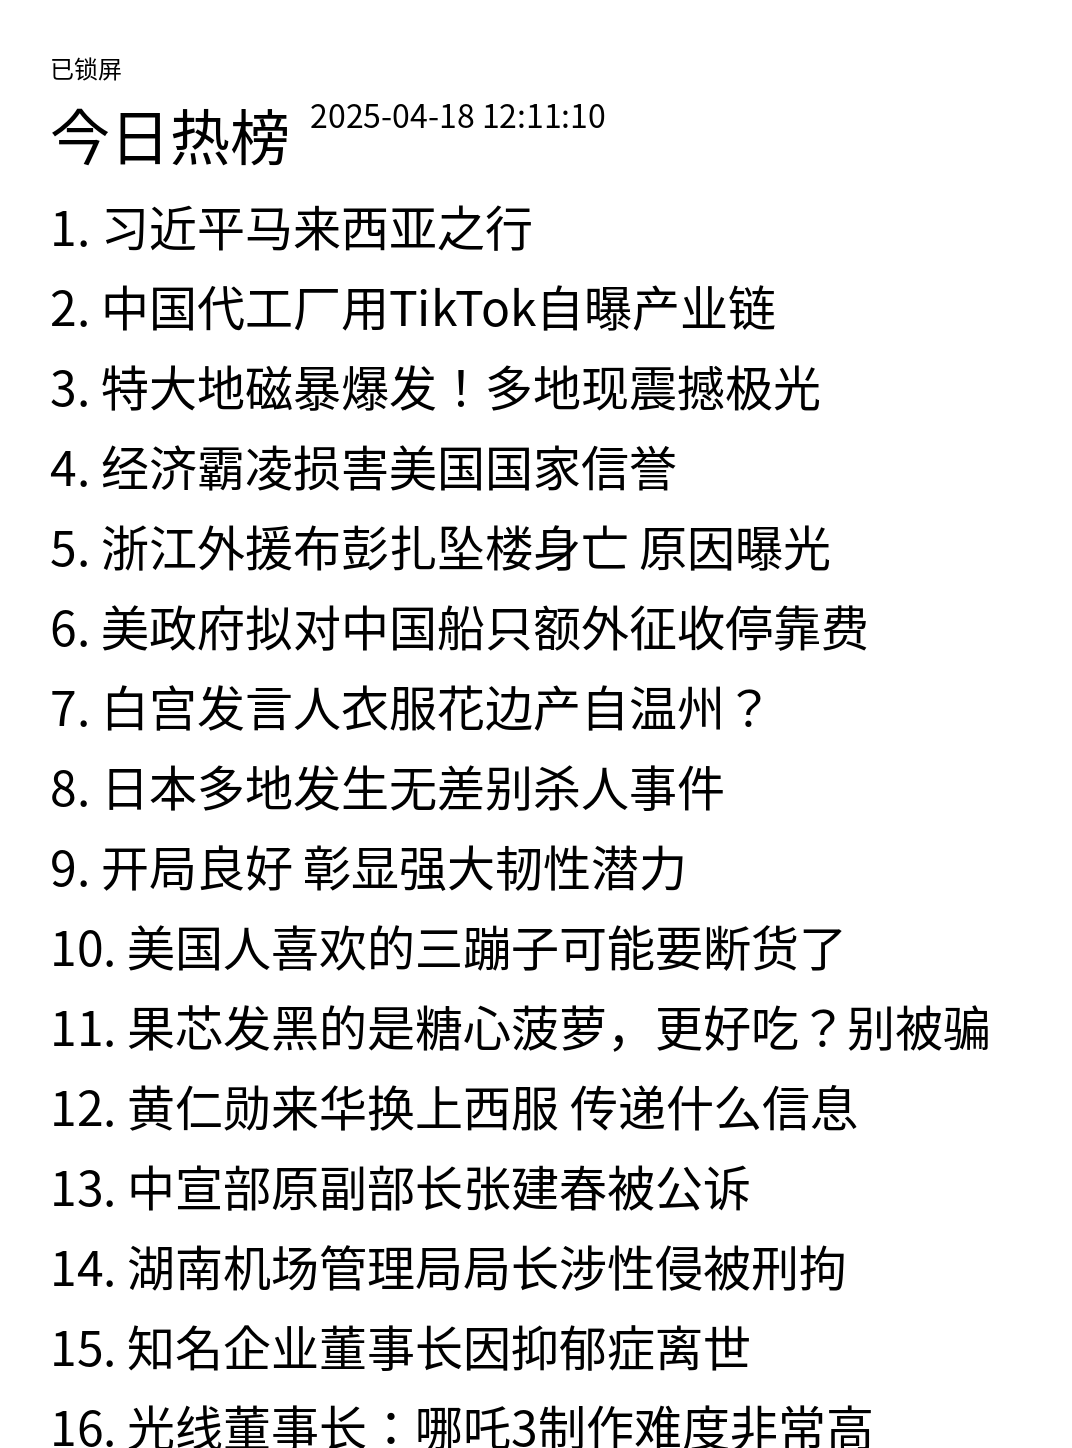 已锁屏
今日热榜 2025-04-18 12:11:10
1. 习近平马来西亚之行
2. 中国代工厂用TikTok自曝产业链
3. 特大地磁暴爆发！多地现震撼极光
4. 经济霸凌损害美国国家信誉
5. 浙江外援布彭扎坠楼身亡 原因曝光
6. 美政府拟对中国船只额外征收停靠费
7. 白宫发言人衣服花边产自温州？
8. 日本多地发生无差别杀人事件
9. 开局良好 彰显强大韧性潜力
10. 美国人喜欢的三蹦子可能要断货了
11. 果芯发黑的是糖心菠萝，更好吃？别被骗
12. 黄仁勋来华换上西服 传递什么信息
13. 中宣部原副部长张建春被公诉
14. 湖南机场管理局局长涉性侵被刑拘
15. 知名企业董事长因抑郁症离世
16. 光线董事长：哪吒3制作难度非常高